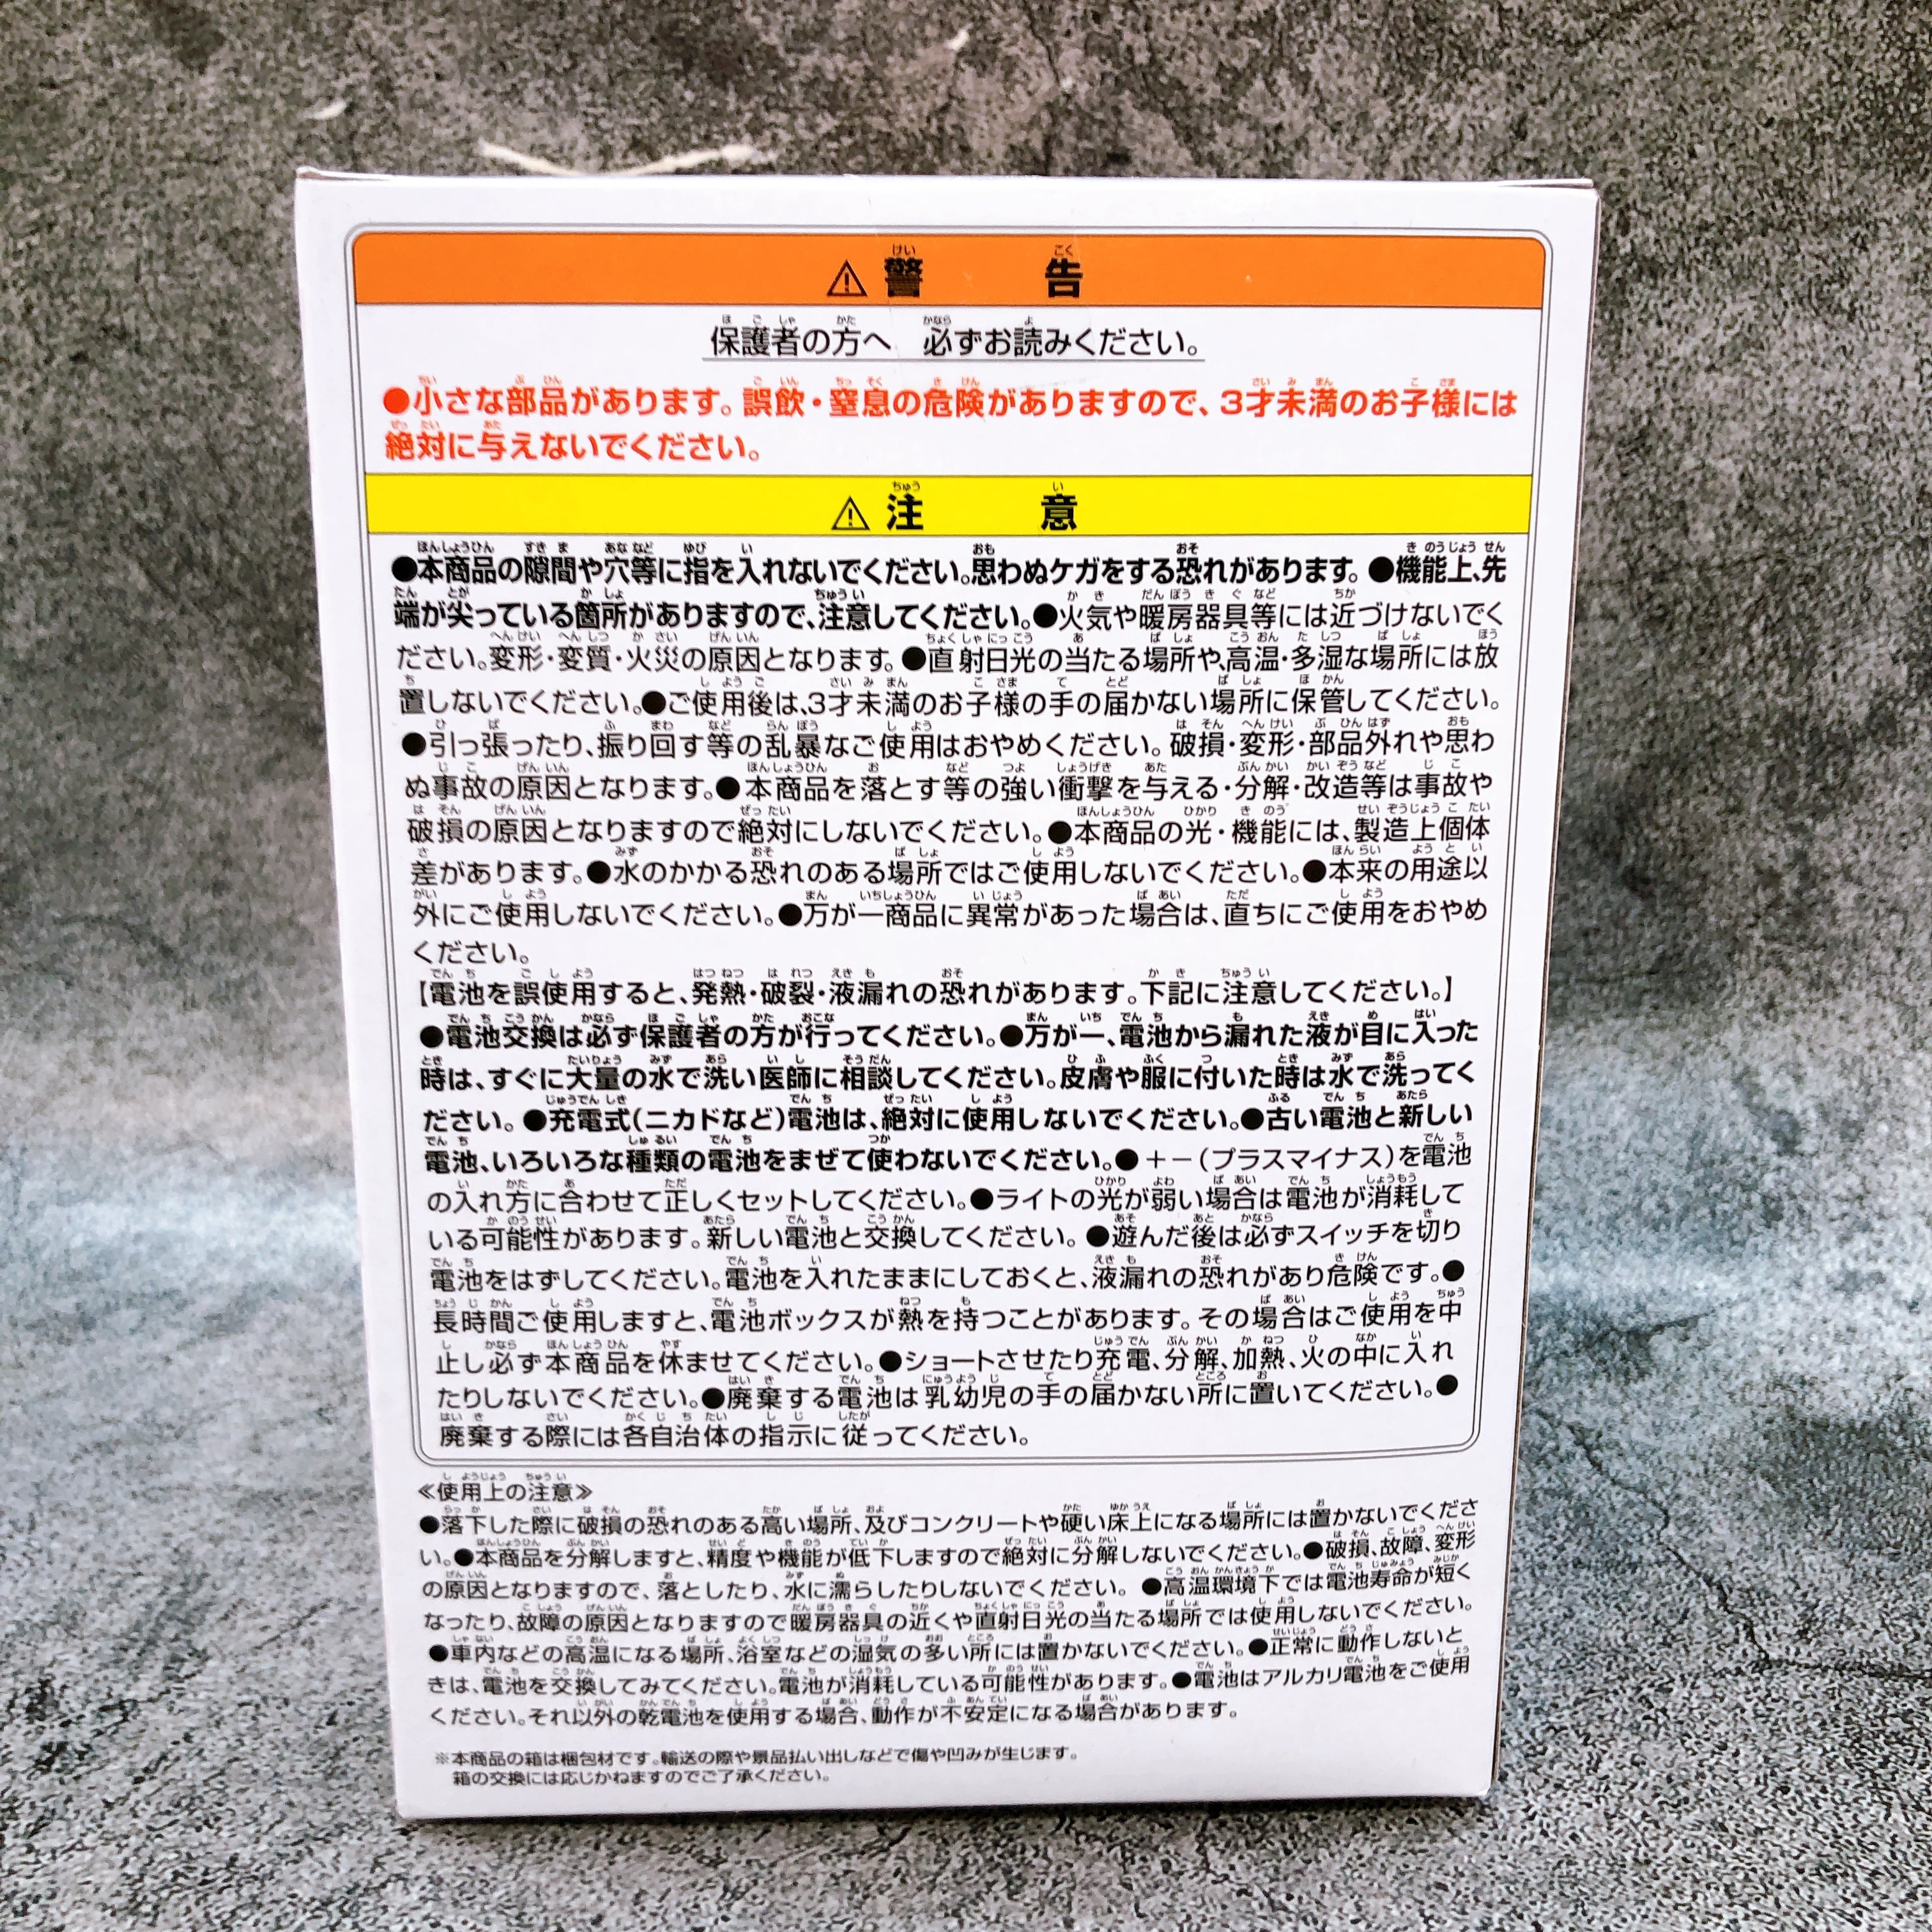 ⚠警告
保護者の方へ 必ずお読みください。
●小さな部品があります。誤飲・窒息の危険がありますので、3才未満のお子様には
絶対に与えないでください。
⚠注意
●本商品の隙間や穴等に指を入れないでください。思わぬケガをする恐れがあります。●機能上、先
端が尖っている箇所がありますので、注意してください。●火気や暖房器具等には近づけないでく
ださい。変形・変質・火災の原因となります。●直射日光の当たる場所や、高温・多湿な場所には放
置しないでください。●ご使用後は、3才未満のお子様の手の届かない場所に保管してください。
●引っ張ったり、振り回す等の乱暴なご使用はおやめください。破損・変形・部品外れや思わ
ぬ事故の原因となります。●本商品を落とす等の強い衝撃を与える・分解・改造等は事故や
破損の原因となりますので絶対にしないでください。●本商品の光・機能には、製造上個体
差があります。●水のかかる恐れのある場所ではご使用しないでください。●本来の用途以
外にご使用しないでください。●万が一商品に異常があった場合は、直ちにご使用をおやめ
ください。
【電池を誤使用すると、発熱・破裂・液漏れの恐れがあります。下記に注意してください。】
●電池交換は必ず保護者の方が行ってください。●万が一、電池から漏れた液が目に入った
時は、すぐに大量の水で洗い医師に相談してください。皮膚や服に付いた時は水で洗ってく
ださい。●充電式(ニカドなど)電池は、絶対に使用しないでください。●古い電池と新しい
電池、いろいろな種類の電池をまぜて使わないでください。●＋－(プラスマイナス)を電池
の入れ方に合わせて正しくセットしてください。●ライトの光が弱い場合は電池が消耗して
いる可能性があります。新しい電池と交換してください。●遊んだ後は必ずスイッチを切り
電池をはずしてください。電池を入れたままにしておくと、液漏れの恐れがあり危険です。●
長時間ご使用しますと、電池ボックスが熱を持つことがあります。その場合はご使用を中
止し必ず本商品を休ませてください。●ショートさせたり充電、分解、加熱、火の中に入れ
たりしないでください。●廃棄する電池は乳幼児の手の届かない所に置いてください。●
廃棄する際には各自治体の指示に従ってください。
≪使用上の注意≫
●落下した際に破損の恐れのある高い場所、及びコンクリートや硬い床上になる場所には置かないでくださ
い。●本商品を分解しますと、精度や機能が低下しますので絶対に分解しないでください。●破損、故障、変形
の原因となりますので、落としたり、水に濡らしたりしないでください。●高温環境下では電池寿命が短く
なったり、故障の原因となりますので暖房器具の近くや直射日光の当たる場所では使用しないでください。
●車内などの高温になる場所、浴室などの湿気の多い所には置かないでください。●正常に動作しないと
きは、電池を交換してみてください。電池が消耗している可能性があります。●電池はアルカリ電池をご使用
ください。それ以外の乾電池を使用する場合、動作が不安定になる場合があります。
※本商品の箱は梱包材です。輸送の際や景品払い出しなどで傷や凹みが生じます。
箱の交換には応じかねますのでご了承ください。